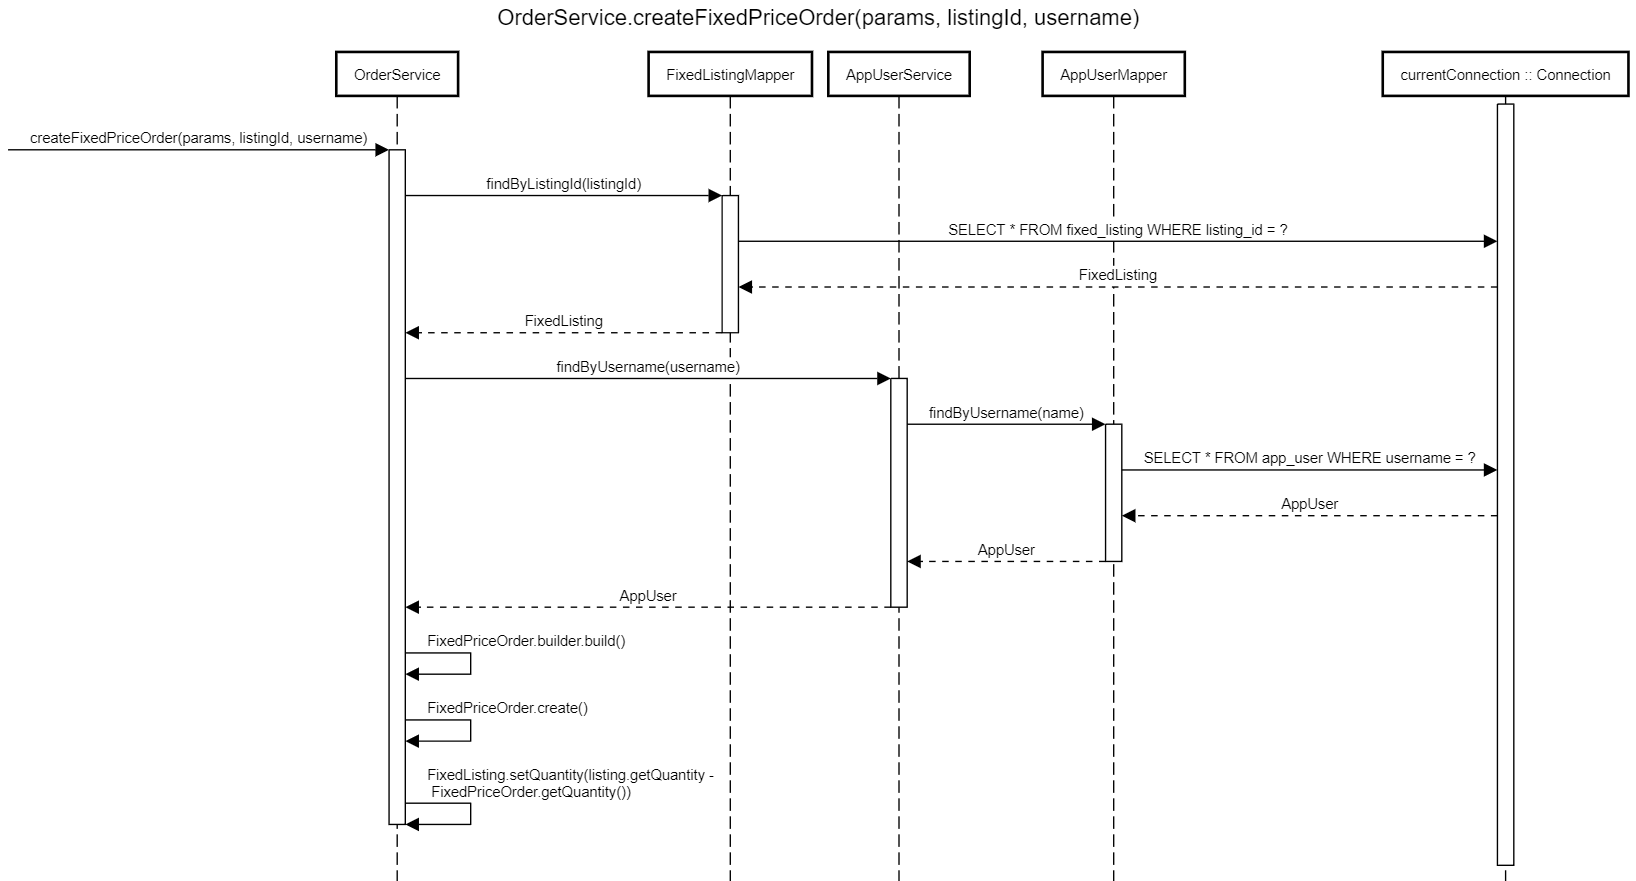 OrderService.createFixedPriceOrder(params, listingId, username)
OrderService
FixedListingMapper
AppUserService
AppUserMapper
currentConnection :: Connection
createFixedPriceOrder(params, listingId, username)
findByListingId(listingId)
SELECT * FROM fixed_listing WHERE listing_id = ?
FixedListing
FixedListing
findByUsername(username)
findByUsername(name)
SELECT * FROM app_user WHERE username = ?
AppUser
AppUser
AppUser
FixedPriceOrder.builder.build()
FixedPriceOrder.create()
FixedListing.setQuantity(listing.getQuantity -
FixedPriceOrder.getQuantity())